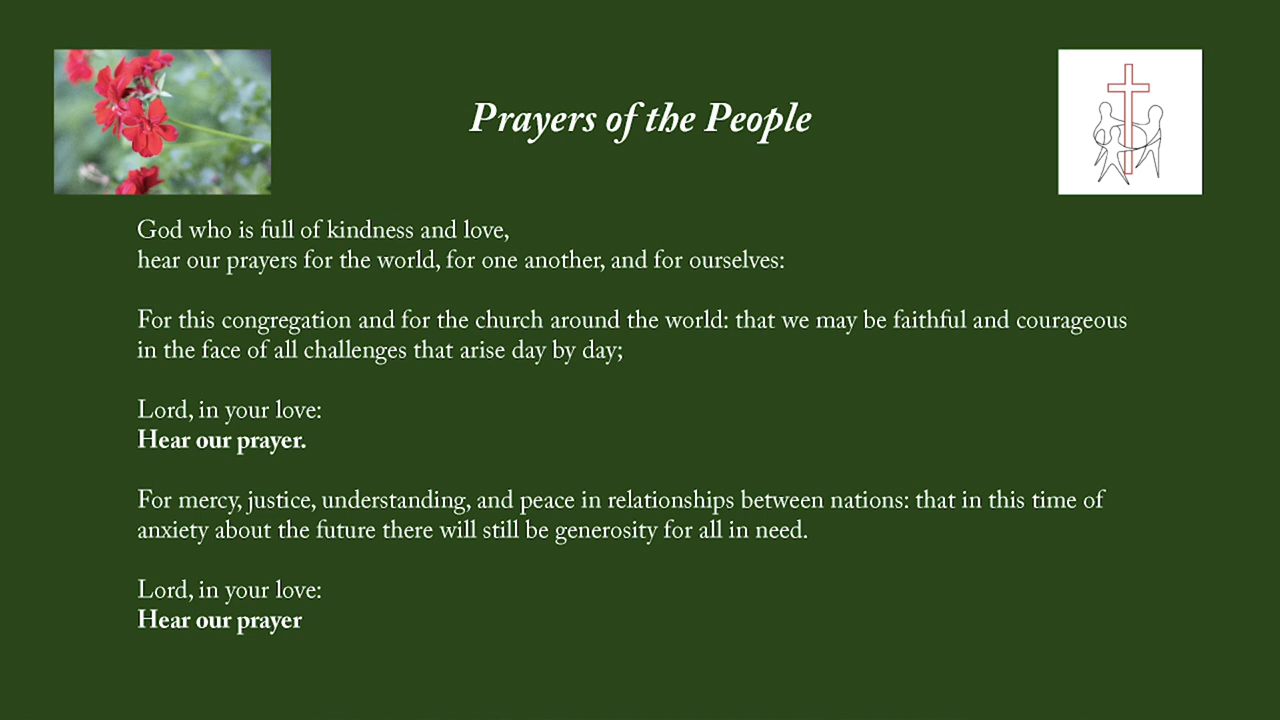 Prayers of the People
God who is full of kindness and love,
hear our prayers for the world, for one another, and for ourselves:
For this congregation and for the church around the world: that we may be faithful and courageous
in the face of all challenges that arise day by day;
Lord, in your love:
Hear our prayer.
For mercy, justice, understanding, and peace in relationships between nations: that in this time of
anxiety about the future there will still be generosity for all in need.
Lord, in your love:
Hear our prayer